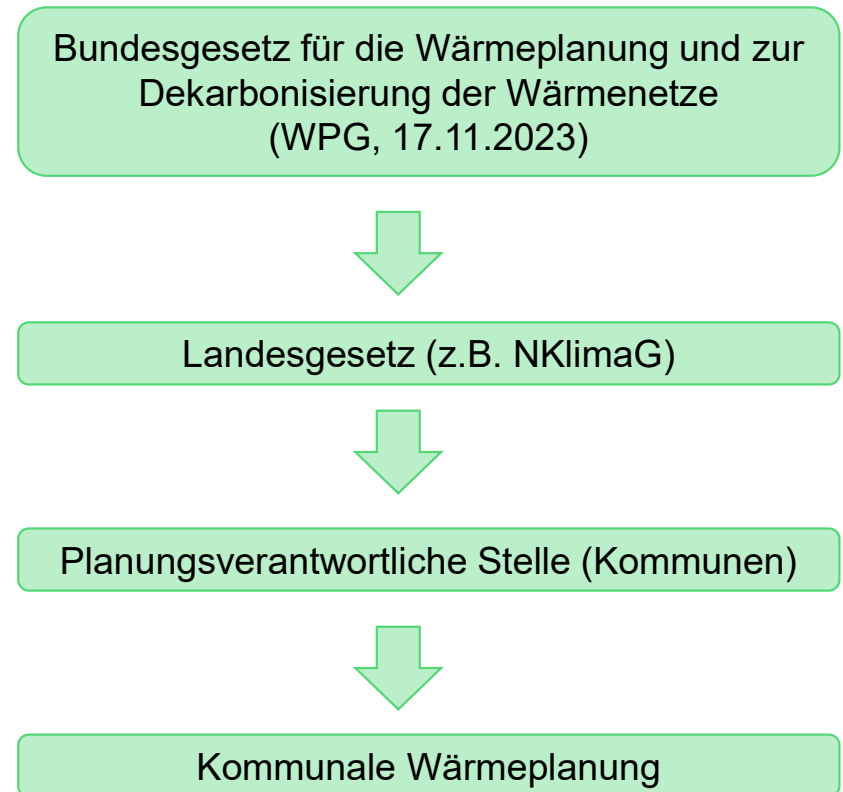 Bundesgesetz für die Wärmeplanung und zur
Dekarbonisierung der Wärmenetze
(WPG, 17.11.2023)
Landesgesetz (z.B. NKlimaG)
Planungsverantwortliche Stelle (Kommunen)
Kommunale Wärmeplanung